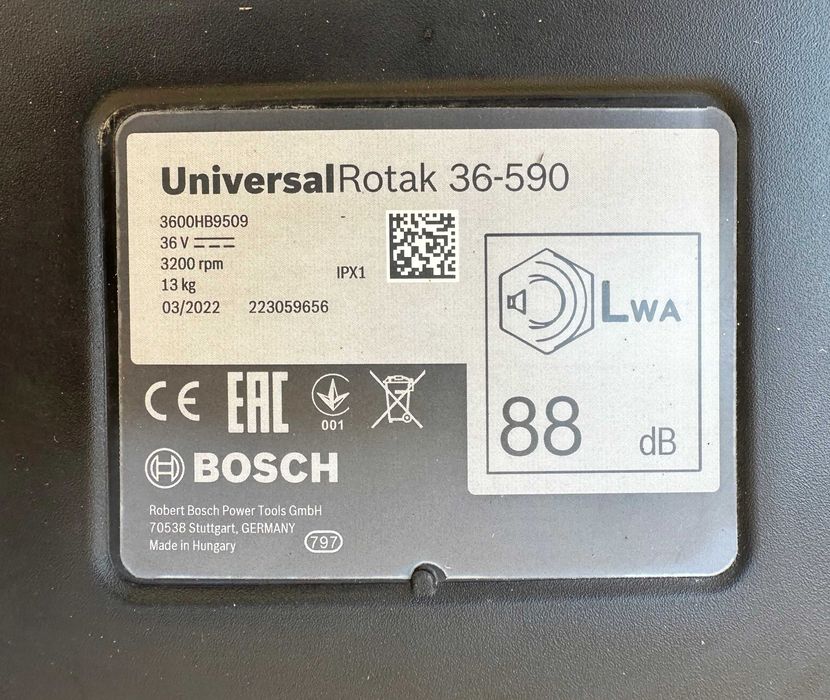 UniversalRotak 36-590
3600HB9509
36 V
3200 rpm
13 kg
IPX1
03/2022 223059656
LWA
88 dB
CE EAC 001
BOSCH
Robert Bosch Power Tools GmbH
70538 Stuttgart, GERMANY
Made in Hungary 797